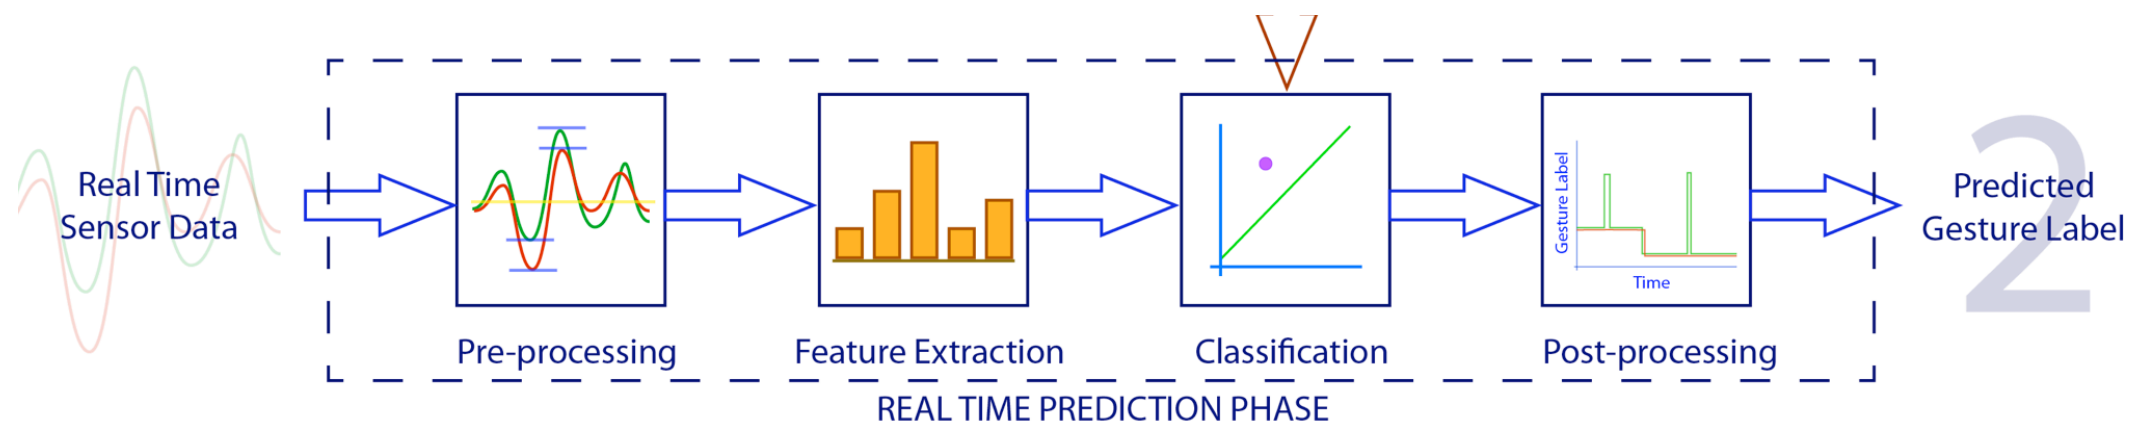 Real Time
Sensor Data
Pre-processing
Feature Extraction
Classification
Gesture Label
Time
Post-processing
2
Predicted
Gesture Label
REAL TIME PREDICTION PHASE